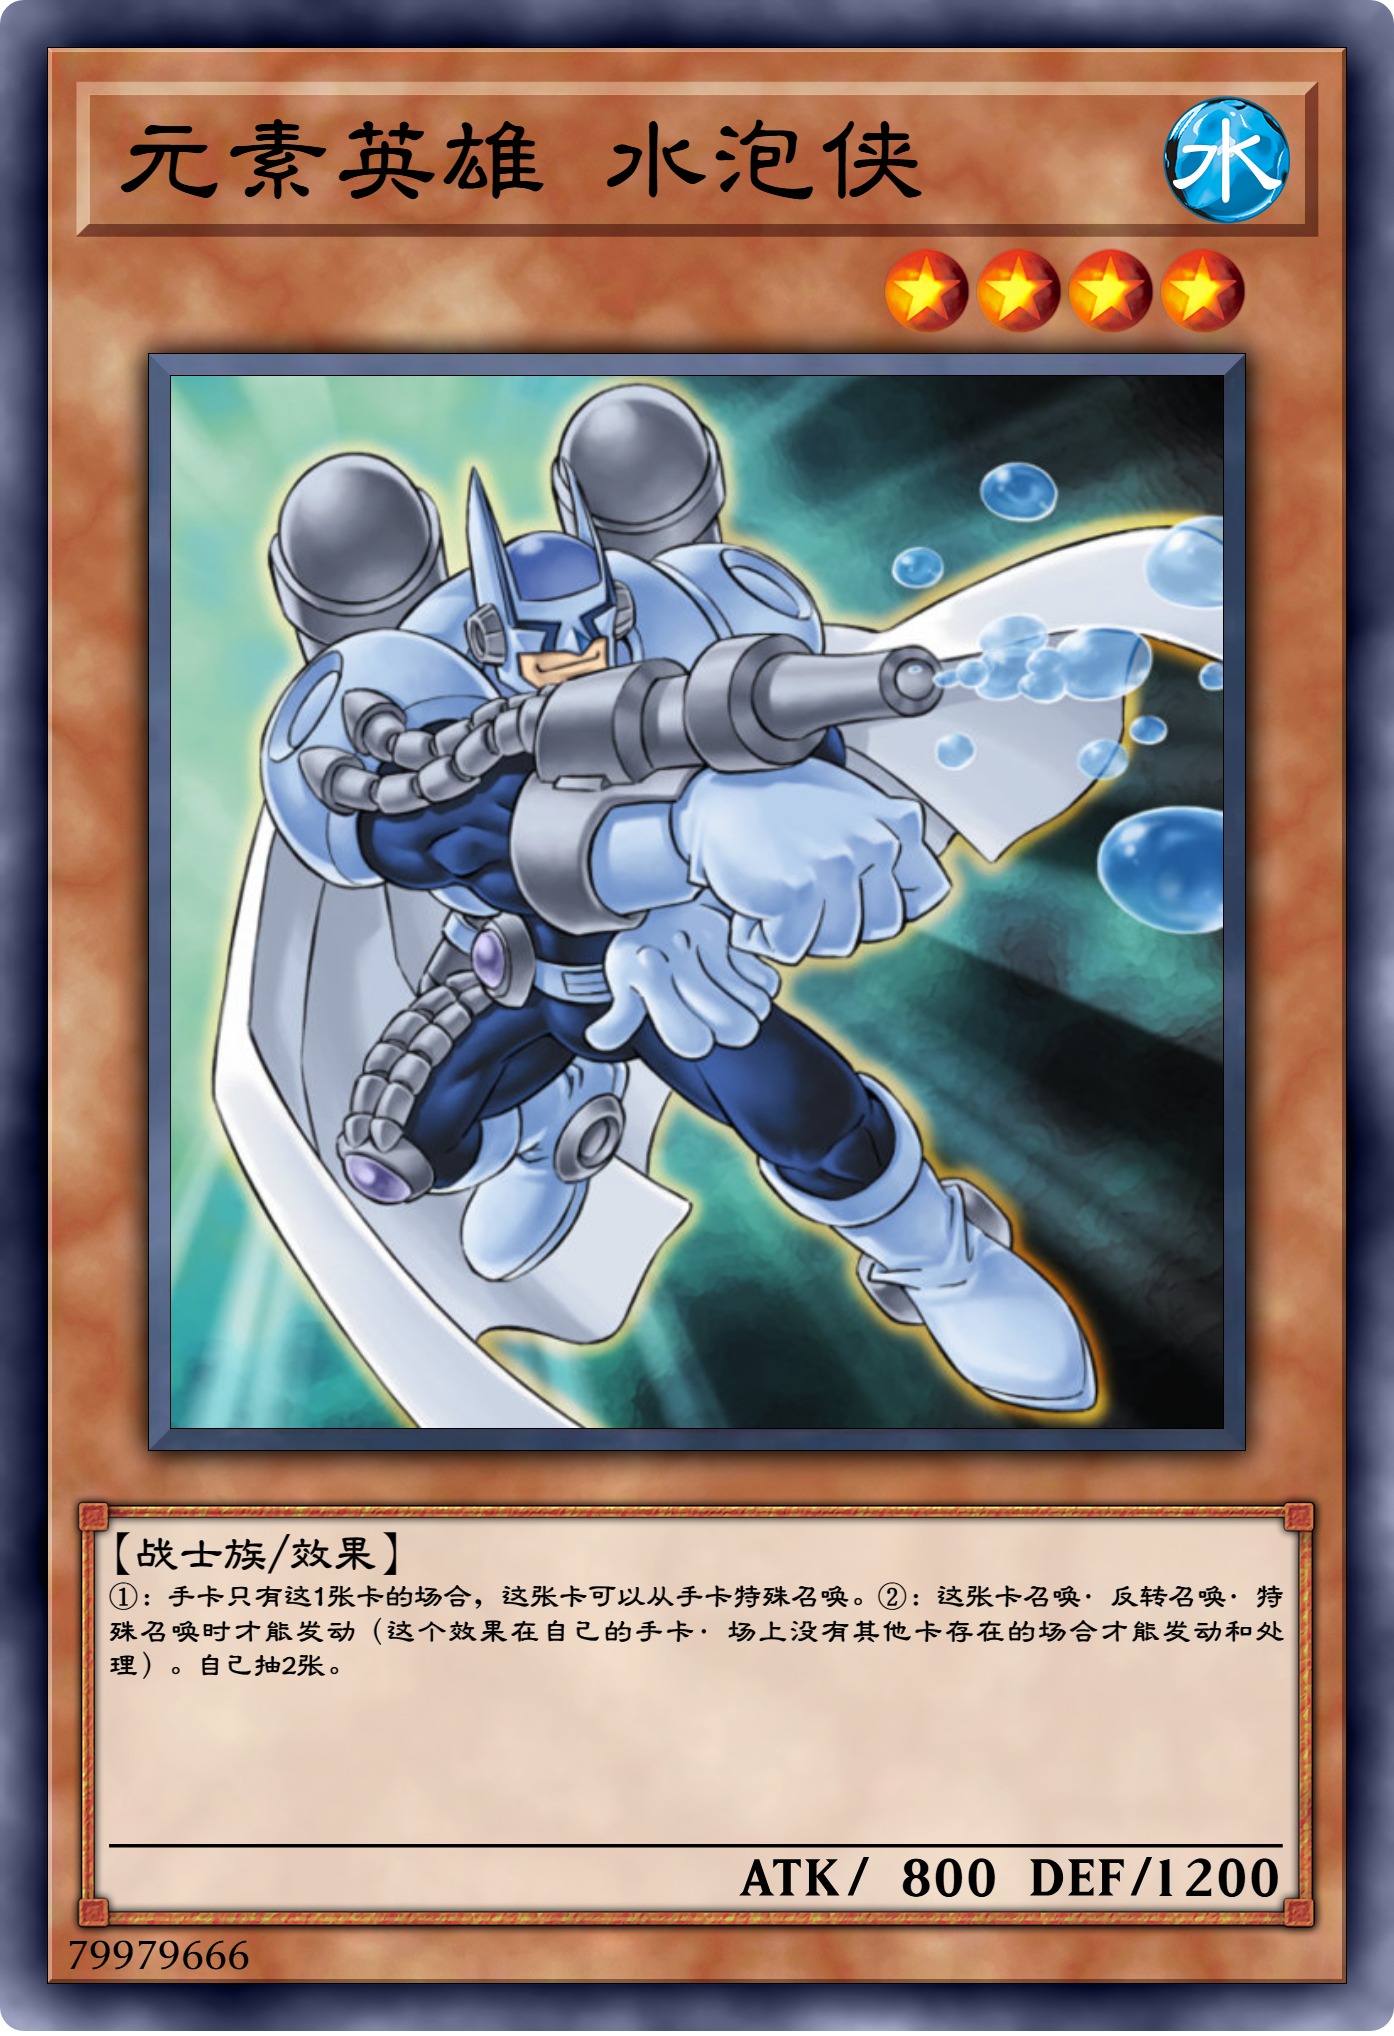 元素英雄 水泡侠
水
【战士族/效果】
①：手卡只有这1张卡的场合，这张卡可以从手卡特殊召唤。②：这张卡召唤·反转召唤·特
殊召唤时才能发动（这个效果在自己的手卡·场上没有其他卡存在的场合才能发动和处
理）。自己抽2张。
ATK/ 800 DEF/1200
79979666